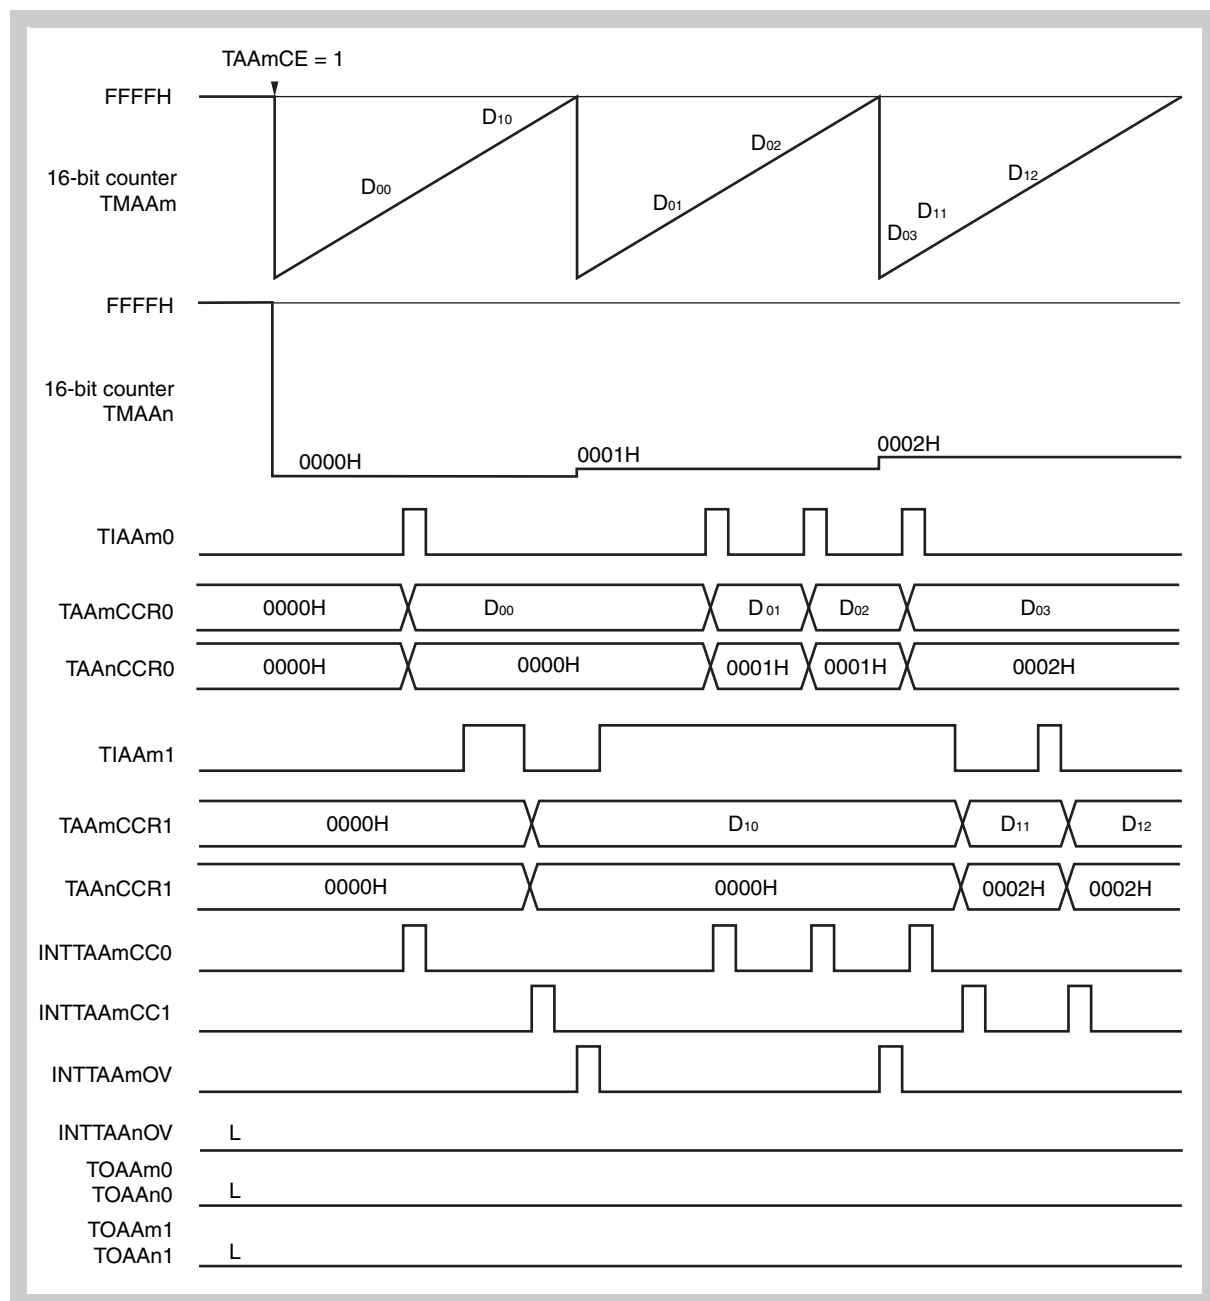 TAAmCE = 1
FFFFH
D10
D02
16-bit counter
TMAAm
D00
D01
D12
D11
D03
FFFFH
16-bit counter
TMAAn
0000H
0001H
0002H
TIAAm0
TAAmCCR0
0000H
D00
D01
D02
D03
TAAnCCR0
0000H
0000H
0001H
0001H
0002H
TIAAm1
TAAmCCR1
0000H
D10
D11
D12
TAAnCCR1
0000H
0000H
0002H
0002H
INTTAAmCC0
INTTAAmCC1
INTTAAmOV
INTTAAnOV
L
TOAAm0
TOAAn0
L
TOAAm1
TOAAn1
L